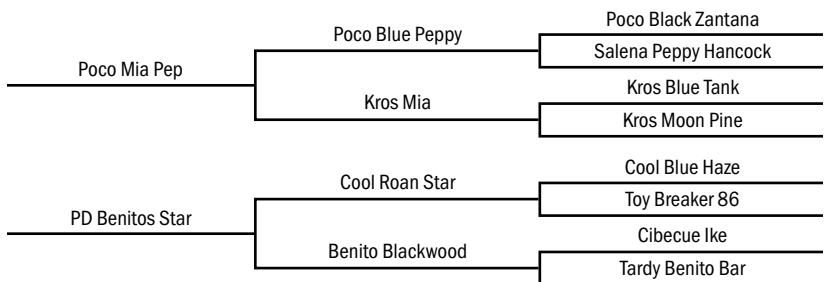 Poco Black Zantana
Poco Blue Peppy
Salena Peppy Hancock
Poco Mia Pep
Kros Blue Tank
Kros Mia
Kros Moon Pine
Cool Blue Haze
Cool Roan Star
Toy Breaker 86
PD Benitos Star
Cibecue Ike
Benito Blackwood
Tardy Benito Bar